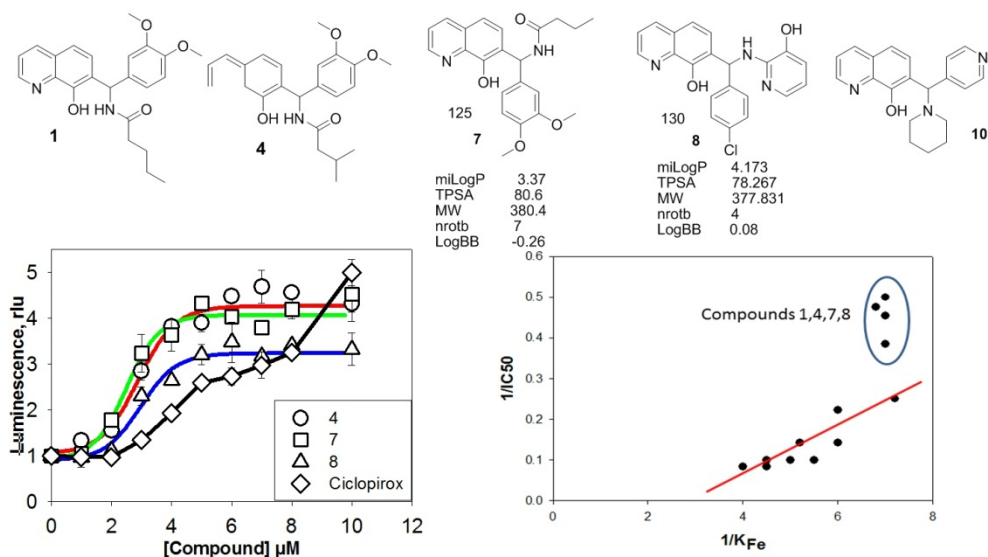 O
O
N
OH
HN
O
1
O
O
OH
HN
O
4
O
NH
N
OH
125
O
O
7
miLogP 3.37
TPSA 80.6
MW 380.4
nrotb 7
LogBB -0.26
HO
H
N
N
OH
N
130
Cl
8
miLogP 4.173
TPSA 78.267
MW 377.831
nrotb 4
LogBB 0.08
N
N
OH
N
10
Luminescence, rlu
5
4
3
2
1
0
0 2 4 6 8 10 12
[Compound] μM
4
7
8
Ciclopirox
1/IC50
0.6
0.5
0.4
0.3
0.2
0.1
0.0
0 2 4 6 8
1/KFe
Compounds 1,4,7,8